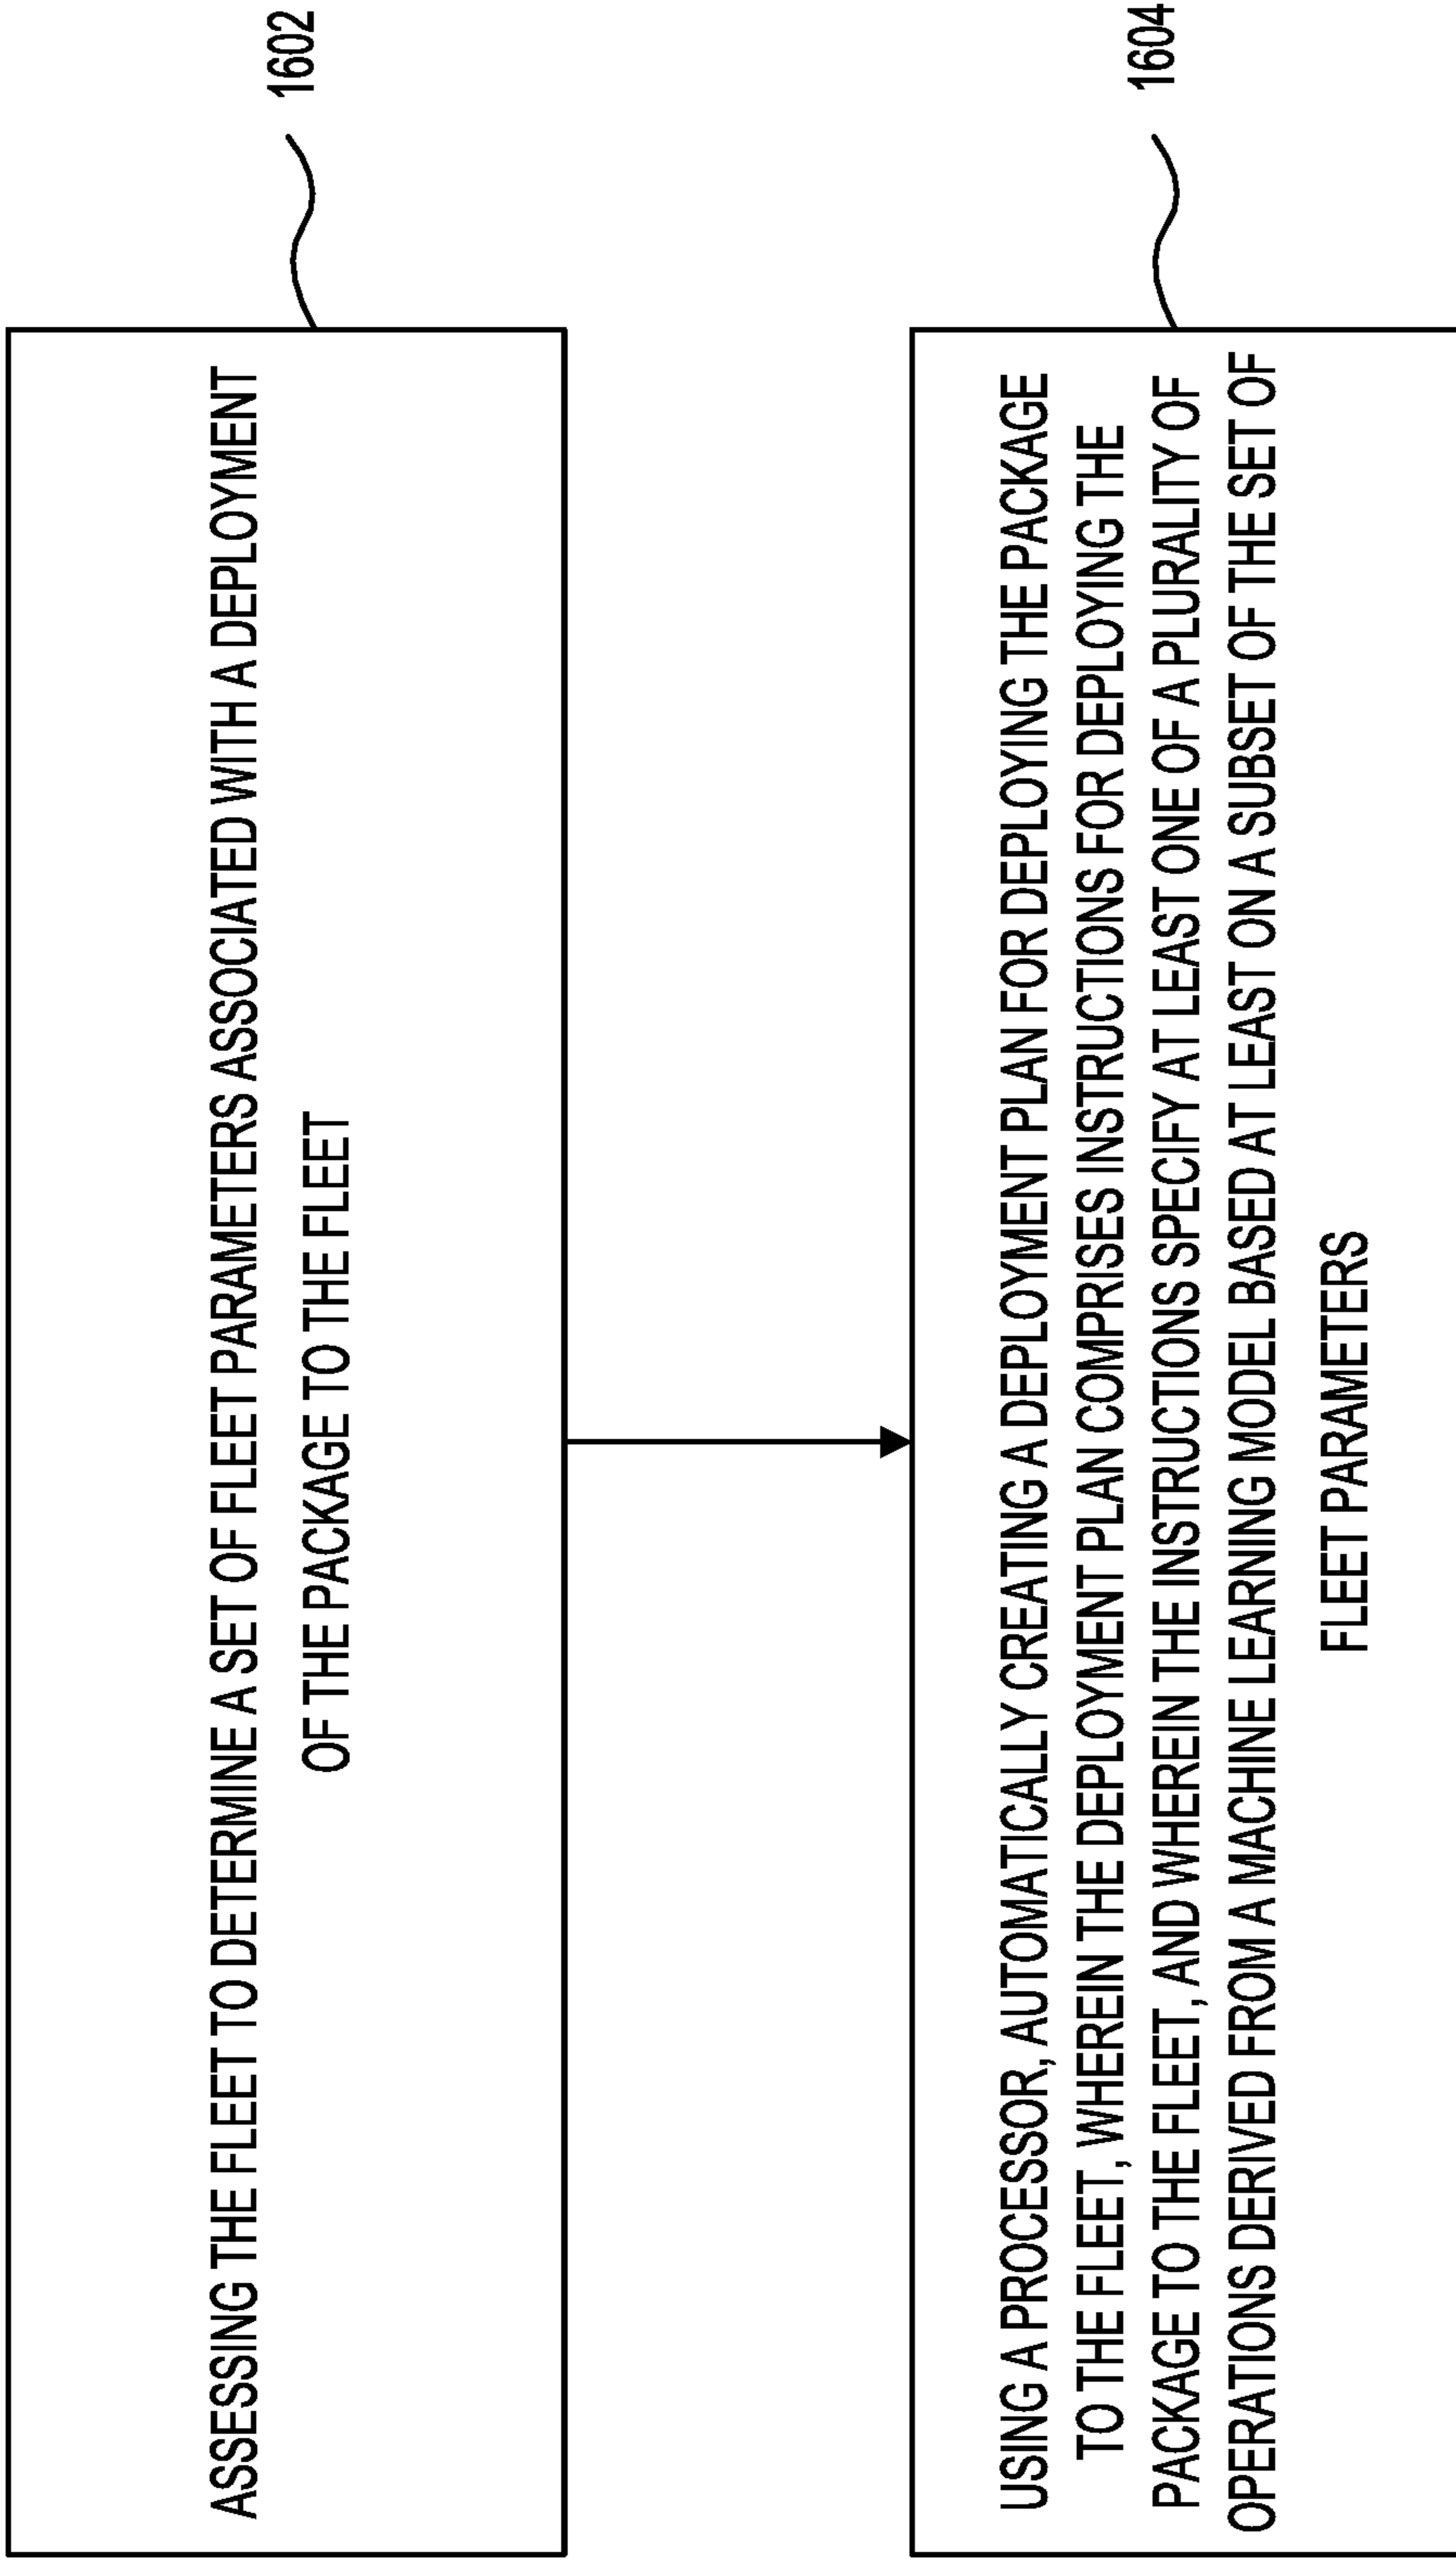 ASSESSING THE FLEET TO DETERMINE A SET OF FLEET PARAMETERS ASSOCIATED WITH A DEPLOYMENT
OF THE PACKAGE TO THE FLEET
1602
USING A PROCESSOR, AUTOMATICALLY CREATING A DEPLOYMENT PLAN FOR DEPLOYING THE PACKAGE
TO THE FLEET, WHEREIN THE DEPLOYMENT PLAN COMPRISES INSTRUCTIONS FOR DEPLOYING THE
PACKAGE TO THE FLEET, AND WHEREIN THE INSTRUCTIONS SPECIFY AT LEAST ONE OF A PLURALITY OF
OPERATIONS DERIVED FROM A MACHINE LEARNING MODEL BASED AT LEAST ON A SUBSET OF THE SET OF
FLEET PARAMETERS
1604